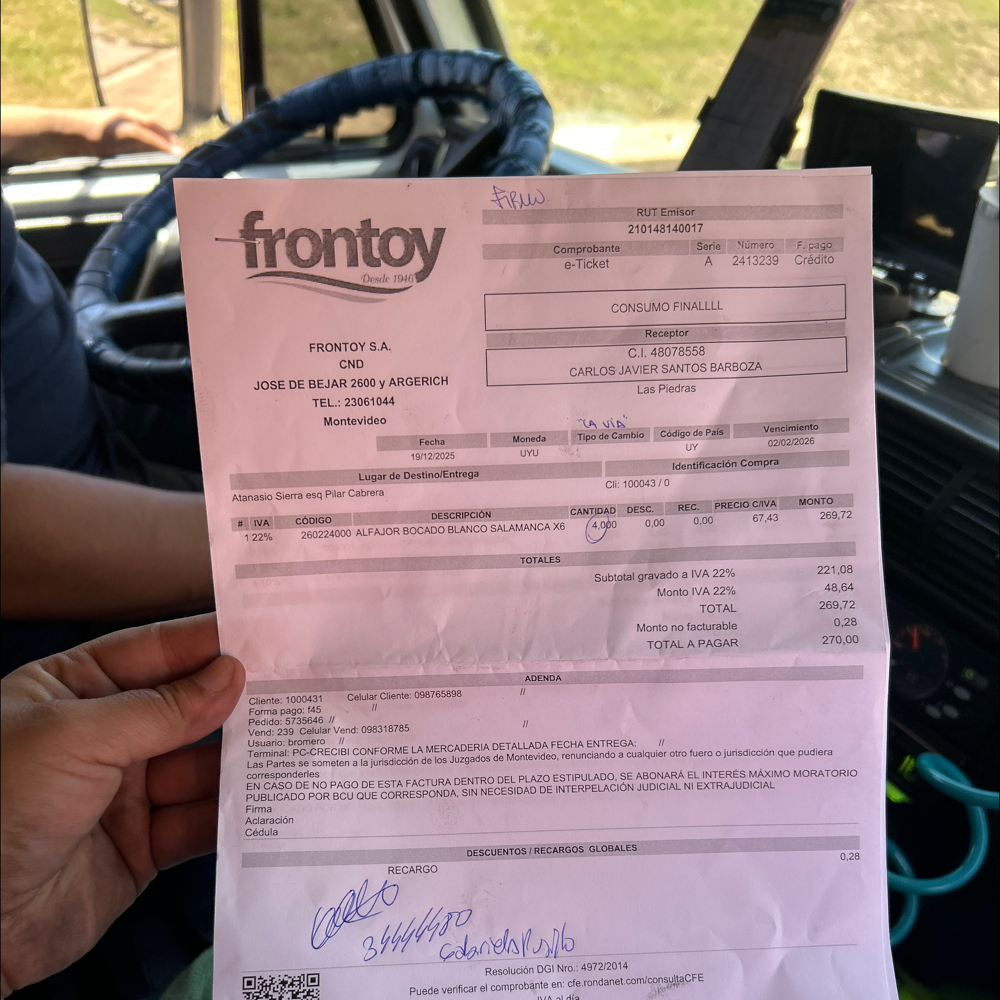 FIRMO
frontoy
Desde 1946
RUT Emisor
210148140017
Comprobante Serie Número F. pago
e-Ticket A 2413239 Crédito
CONSUMO FINALLLL
Receptor
C.I. 48078558
CARLOS JAVIER SANTOS BARBOZA
Las Piedras
FRONTOY S.A.
CND
JOSE DE BEJAR 2600 y ARGERICH
TEL.: 23061044
Montevideo
"LA VIA"
Fecha Moneda Tipo de Cambio Código de País Vencimiento
19/12/2025 UYU UY 02/02/2026
Lugar de Destino/Entrega Identificación Compra
Atanasio Sierra esq Pilar Cabrera Cli: 100043 / 0
# IVA CÓDIGO DESCRIPCIÓN CANTIDAD DESC. REC. PRECIO C/IVA MONTO
1 22% 260224000 ALFAJOR BOCADO BLANCO SALAMANCA X6 4,000 0,00 0,00 67,43 269,72
TOTALES
Subtotal gravado a IVA 22% 221,08
Monto IVA 22% 48,64
TOTAL 269,72
Monto no facturable 0,28
TOTAL A PAGAR 270,00
ADENDA
Cliente: 1000431 Celular Cliente: 098765898 //
Forma pago: f45 //
Pedido: 5735646 //
Vend: 239 Celular Vend: 098318785 //
Usuario: bromero //
Terminal: PC-CRECIBI CONFORME LA MERCADERIA DETALLADA FECHA ENTREGA: //
Las Partes se someten a la jurisdicción de los Juzgados de Montevideo, renunciando a cualquier otro fuero o jurisdicción que pudiera
corresponderles
EN CASO DE NO PAGO DE ESTA FACTURA DENTRO DEL PLAZO ESTIPULADO, SE ABONARÁ EL INTERÉS MÁXIMO MORATORIO
PUBLICADO POR BCU QUE CORRESPONDA, SIN NECESIDAD DE INTERPELACIÓN JUDICIAL NI EXTRAJUDICIAL
Firma
Aclaración
Cédula
DESCUENTOS / RECARGOS GLOBALES
RECARGO 0,28
34444480
Resolución DGI Nro.: 4972/2014
Puede verificar el comprobante en: cfe.rondanet.com/consultaCFE
IVA al día